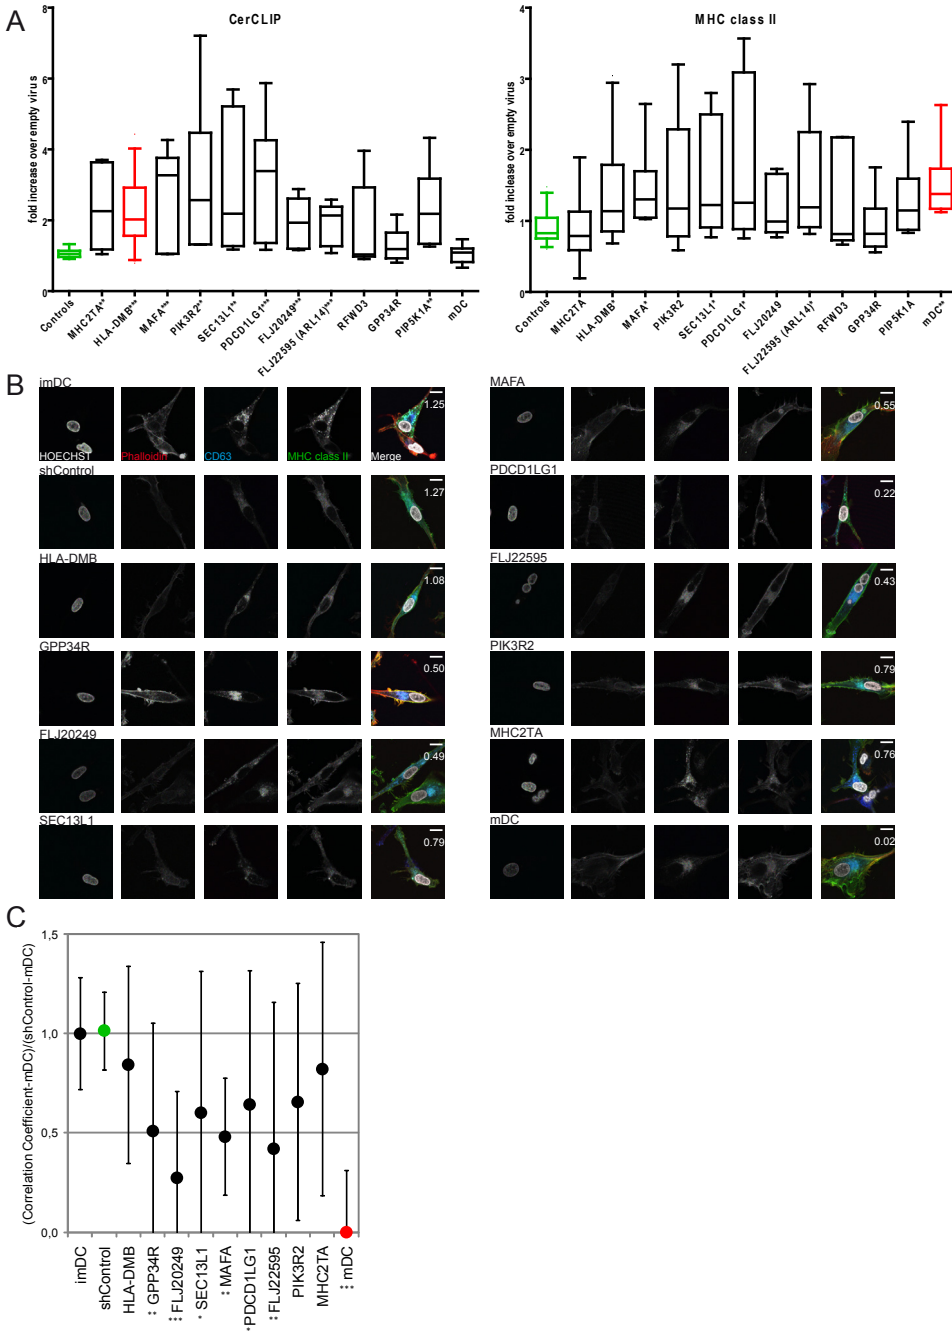 A
CerCLIP
fold increase over empty virus
8
6
4
2
0
Controls
MHC2TA**
HLA-DMB***
MAFA***
PIK3R2**
SEC13L1**
PDCD1LG1***
FLJ20249***
FLJ22595 (ARL14)***
RFWD3
GPP34R
PIP5K1A**
mDC
MHC class II
fold inclease over empty virus
4
3
2
1
0
Controls
MHC2TA
HLA-DMB*
MAFA*
PIK3R2
SEC13L1*
PDCD1LG1*
FLJ20249
FLJ22595 (ARL14)*
RFWD3
GPP34R
PIP5K1A
mDC**
B
imDC
HOECHST
Phalloidin
CD63
MHC class II
Merge
1.25
shControl
1.27
HLA-DMB
1.08
GPP34R
0.50
FLJ20249
0.49
SEC13L1
0.79
MAFA
0.55
PDCD1LG1
0.22
FLJ22595
0.43
PIK3R2
0.79
MHC2TA
0.76
mDC
0.02
C
(Correlation Coefficient-mDC)/(shControl-mDC)
1,5
1,0
0,5
0,0
imDC
shControl
HLA-DMB
** GPP34R
*** FLJ20249
* SEC13L1
** MAFA
* PDCD1LG1
** FLJ22595
PIK3R2
MHC2TA
*** mDC